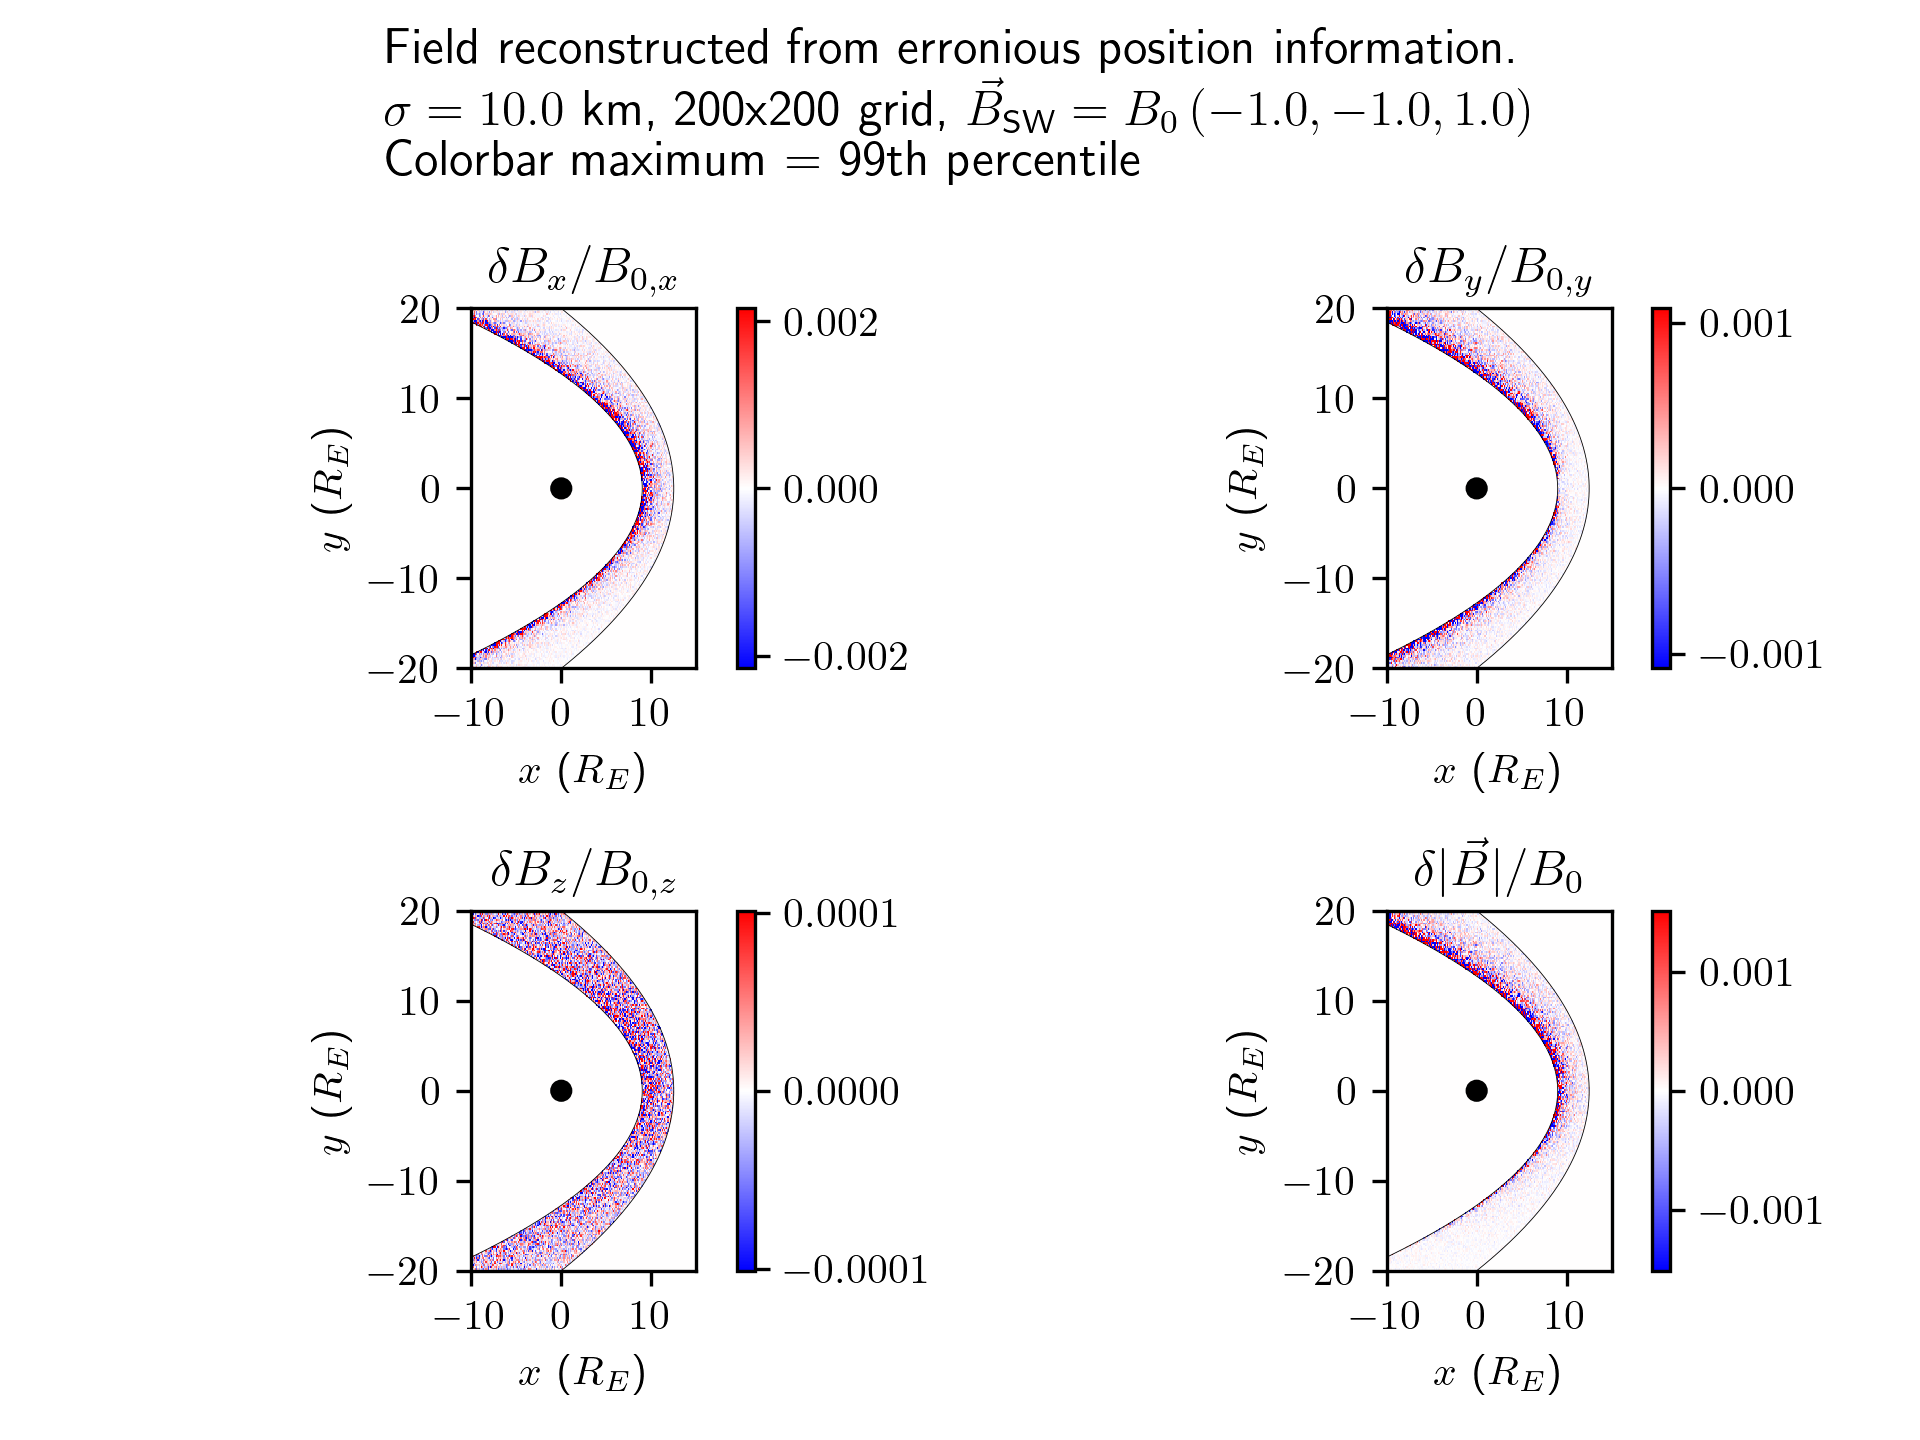 Field reconstructed from erronious position information.
σ = 10.0 km, 200x200 grid, B⃗_SW = B_0 (−1.0, −1.0, 1.0)
Colorbar maximum = 99th percentile
δB_x/B_{0,x}
20
10
0
−10
−20
y (R_E)
−10 0 10
x (R_E)
0.002
0.000
−0.002
δB_y/B_{0,y}
20
10
0
−10
−20
y (R_E)
−10 0 10
x (R_E)
0.001
0.000
−0.001
δB_z/B_{0,z}
20
10
0
−10
−20
y (R_E)
−10 0 10
x (R_E)
0.0001
0.0000
−0.0001
δ|B⃗|/B_0
20
10
0
−10
−20
y (R_E)
−10 0 10
x (R_E)
0.001
0.000
−0.001